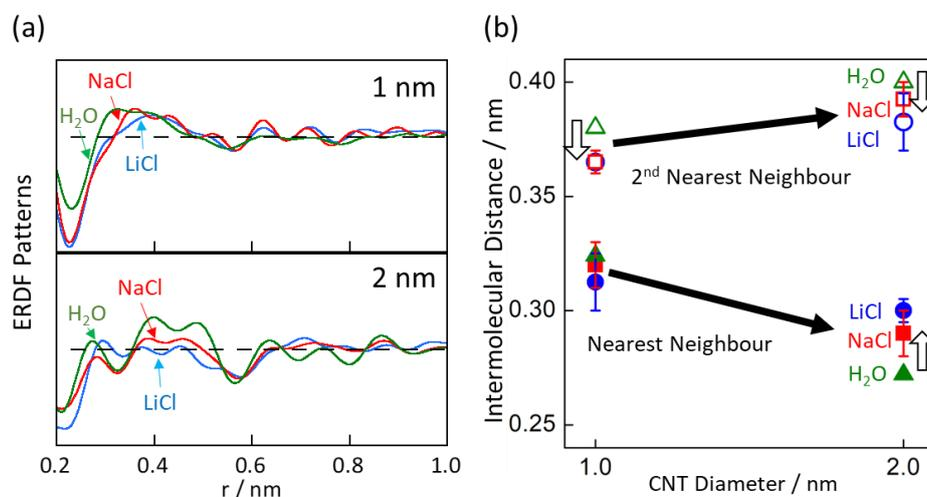 (a)
ERDF Patterns
1 nm
NaCl
H₂O
LiCl
2 nm
NaCl
H₂O
LiCl
0.2 0.4 0.6 0.8 1.0
r / nm
(b)
Intermolecular Distance / nm
0.40
0.35
0.30
0.25
H₂O
NaCl
LiCl
2ⁿᵈ Nearest Neighbour
LiCl
NaCl
H₂O
Nearest Neighbour
1.0 2.0
CNT Diameter / nm